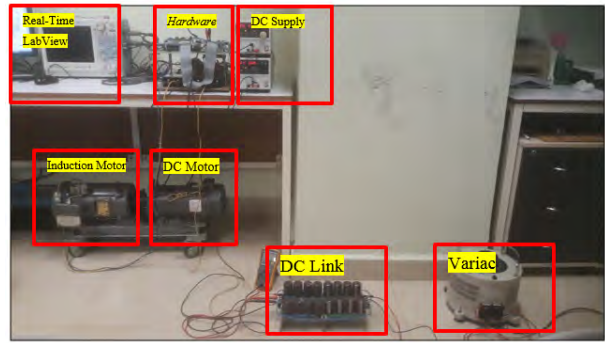 Real-Time
LabView
Hardware
DC Supply
Induction Motor
DC Motor
DC Link
Variac